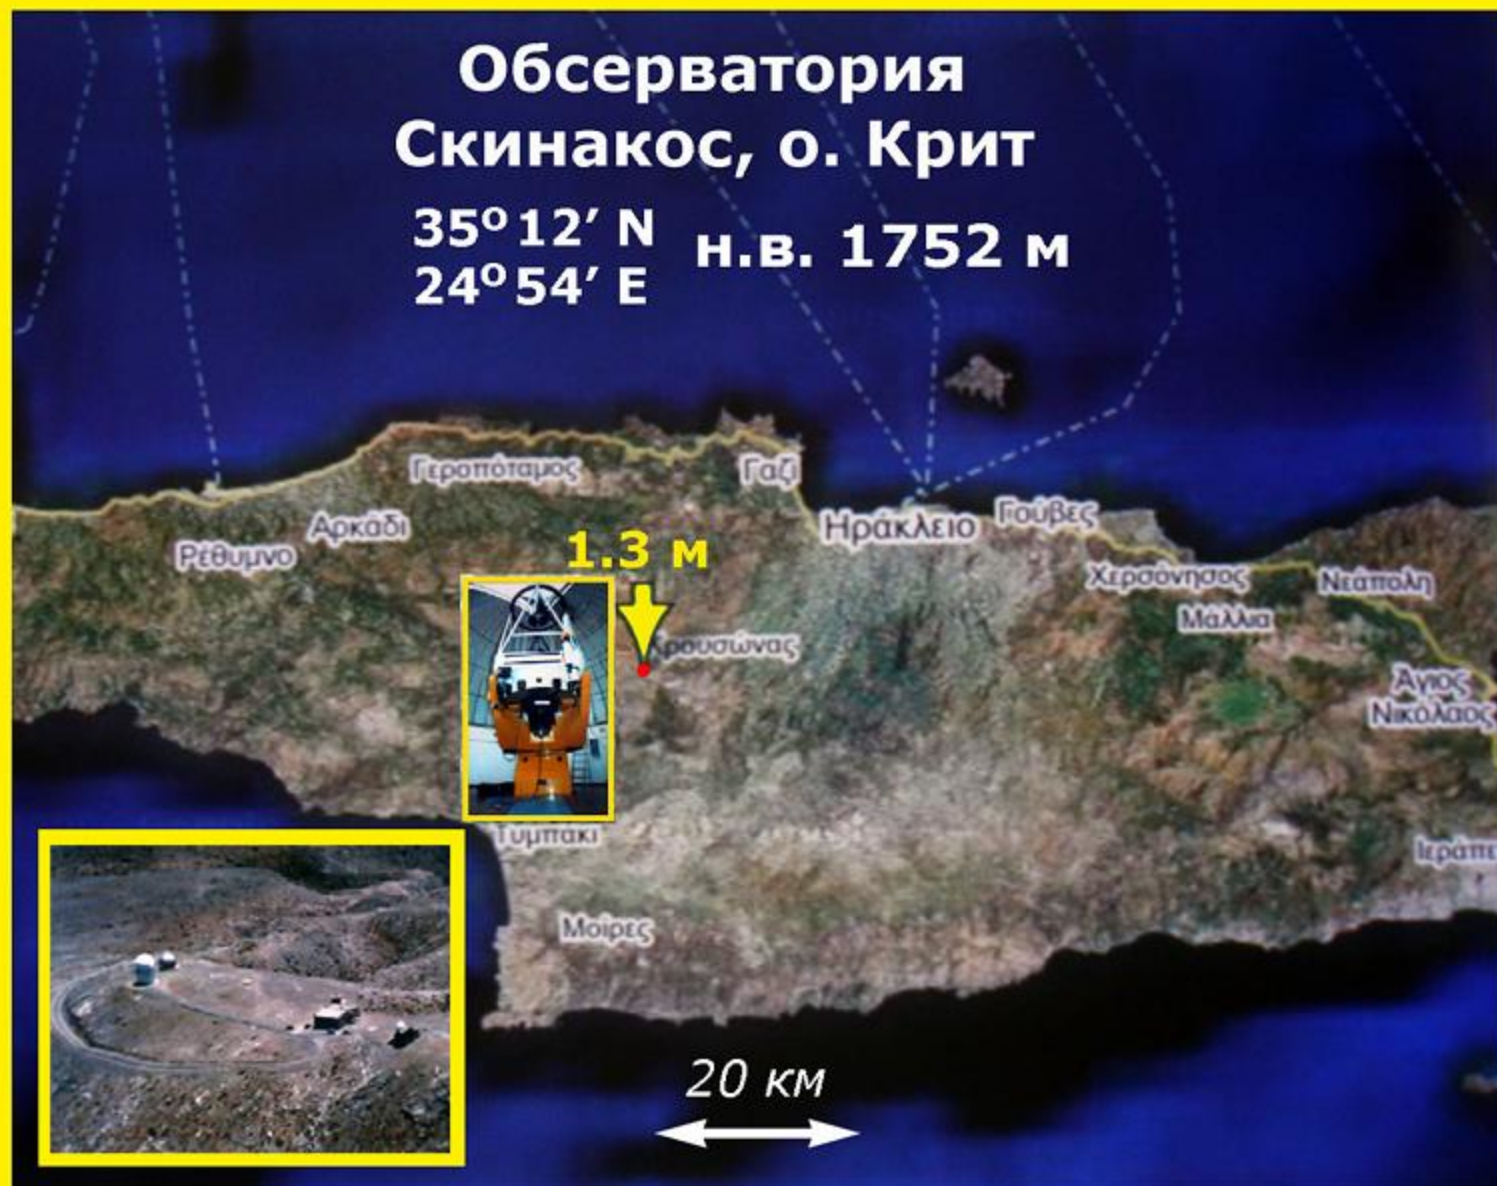 Обсерватория
Скинакос, о. Крит
35° 12′ N
24° 54′ E
н.в. 1752 м
Γεροπόταμος
Γάζι
Αρκάδι
Ηράκλειο
Γούβες
Ρέθυμνο
1.3 м
Χερσόνησος
Νεάπολη
Μάλλια
Κρουσώνας
Άγιος
Νικόλαος
Τυμπάκι
Ιεράπε
Μοίρες
20 км